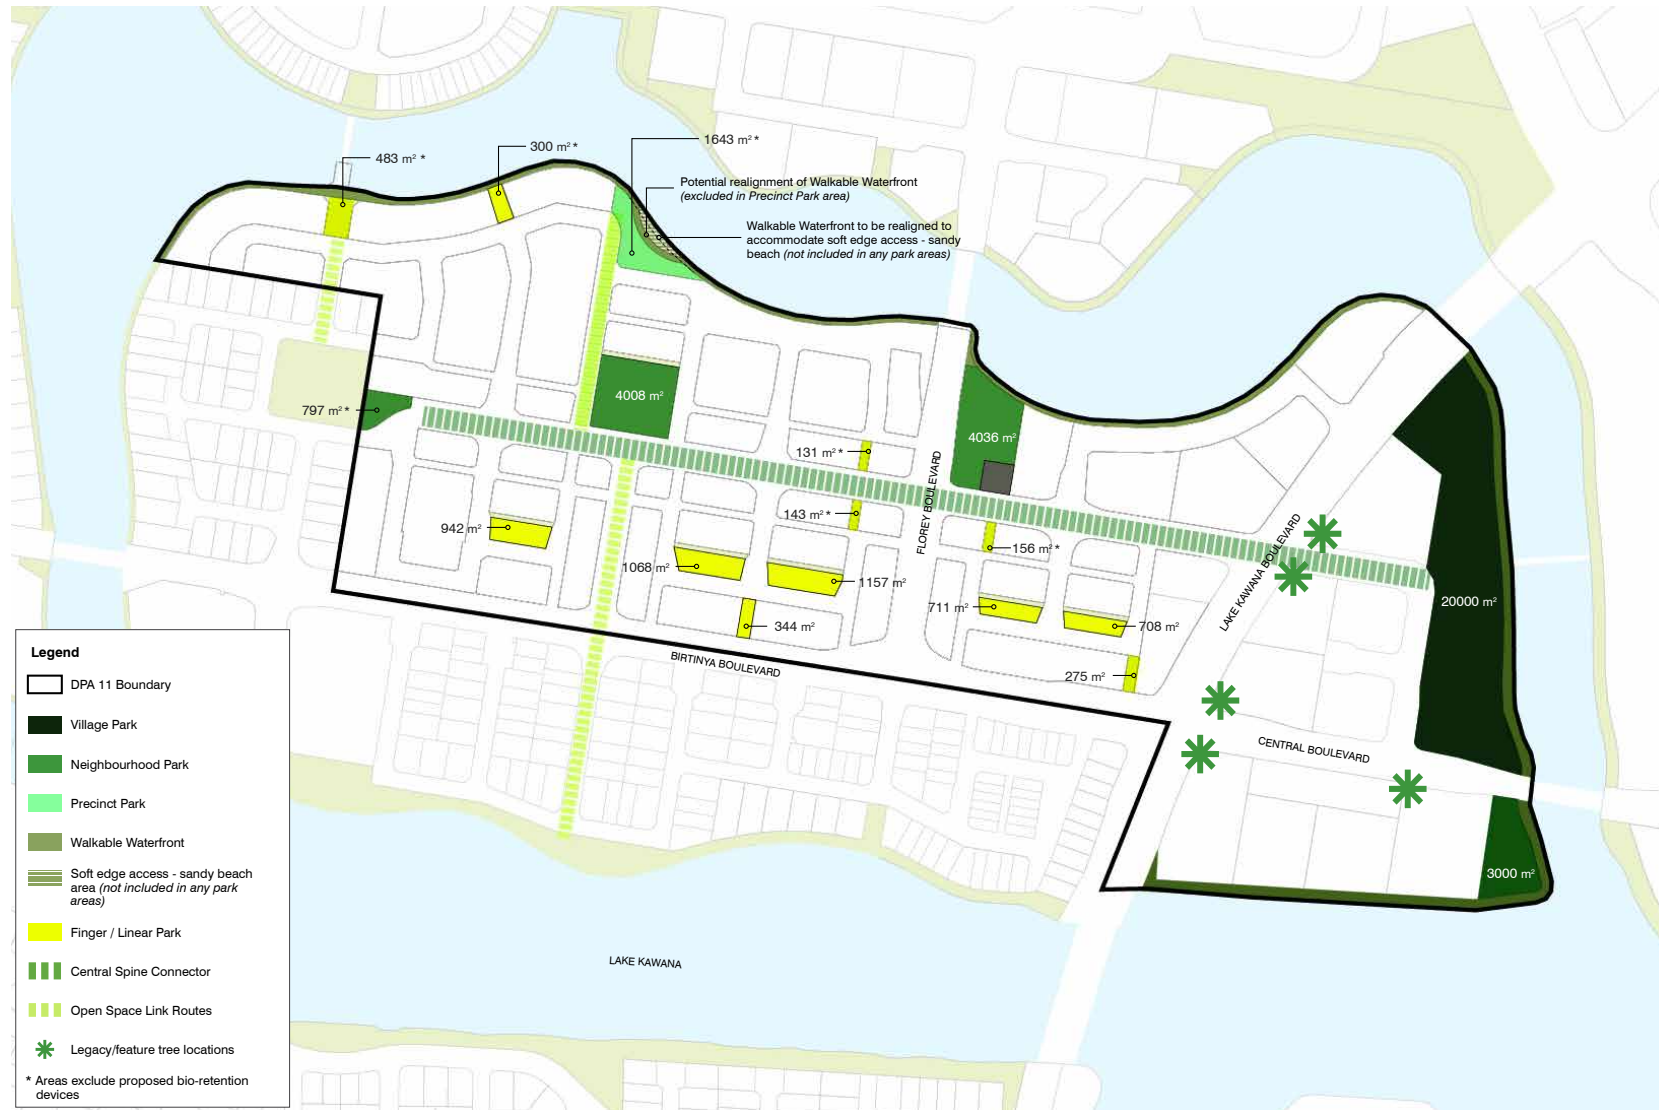 1643 m² *
300 m² *
483 m² *
Potential realignment of Walkable Waterfront
(excluded in Precinct Park area)
Walkable Waterfront to be realigned to
accommodate soft edge access - sandy
beach (not included in any park areas)
797 m² *
4008 m²
4036 m²
131 m² *
FLOREY BOULEVARD
143 m² *
942 m²
156 m² *
LAKE KAWANA BOULEVARD
1068 m²
1157 m²
20000 m²
711 m²
708 m²
344 m²
BIRTINYA BOULEVARD
275 m²
CENTRAL BOULEVARD
3000 m²
LAKE KAWANA
Legend
DPA 11 Boundary
Village Park
Neighbourhood Park
Precinct Park
Walkable Waterfront
Soft edge access - sandy beach
area (not included in any park
areas)
Finger / Linear Park
Central Spine Connector
Open Space Link Routes
Legacy/feature tree locations
* Areas exclude proposed bio-retention
devices